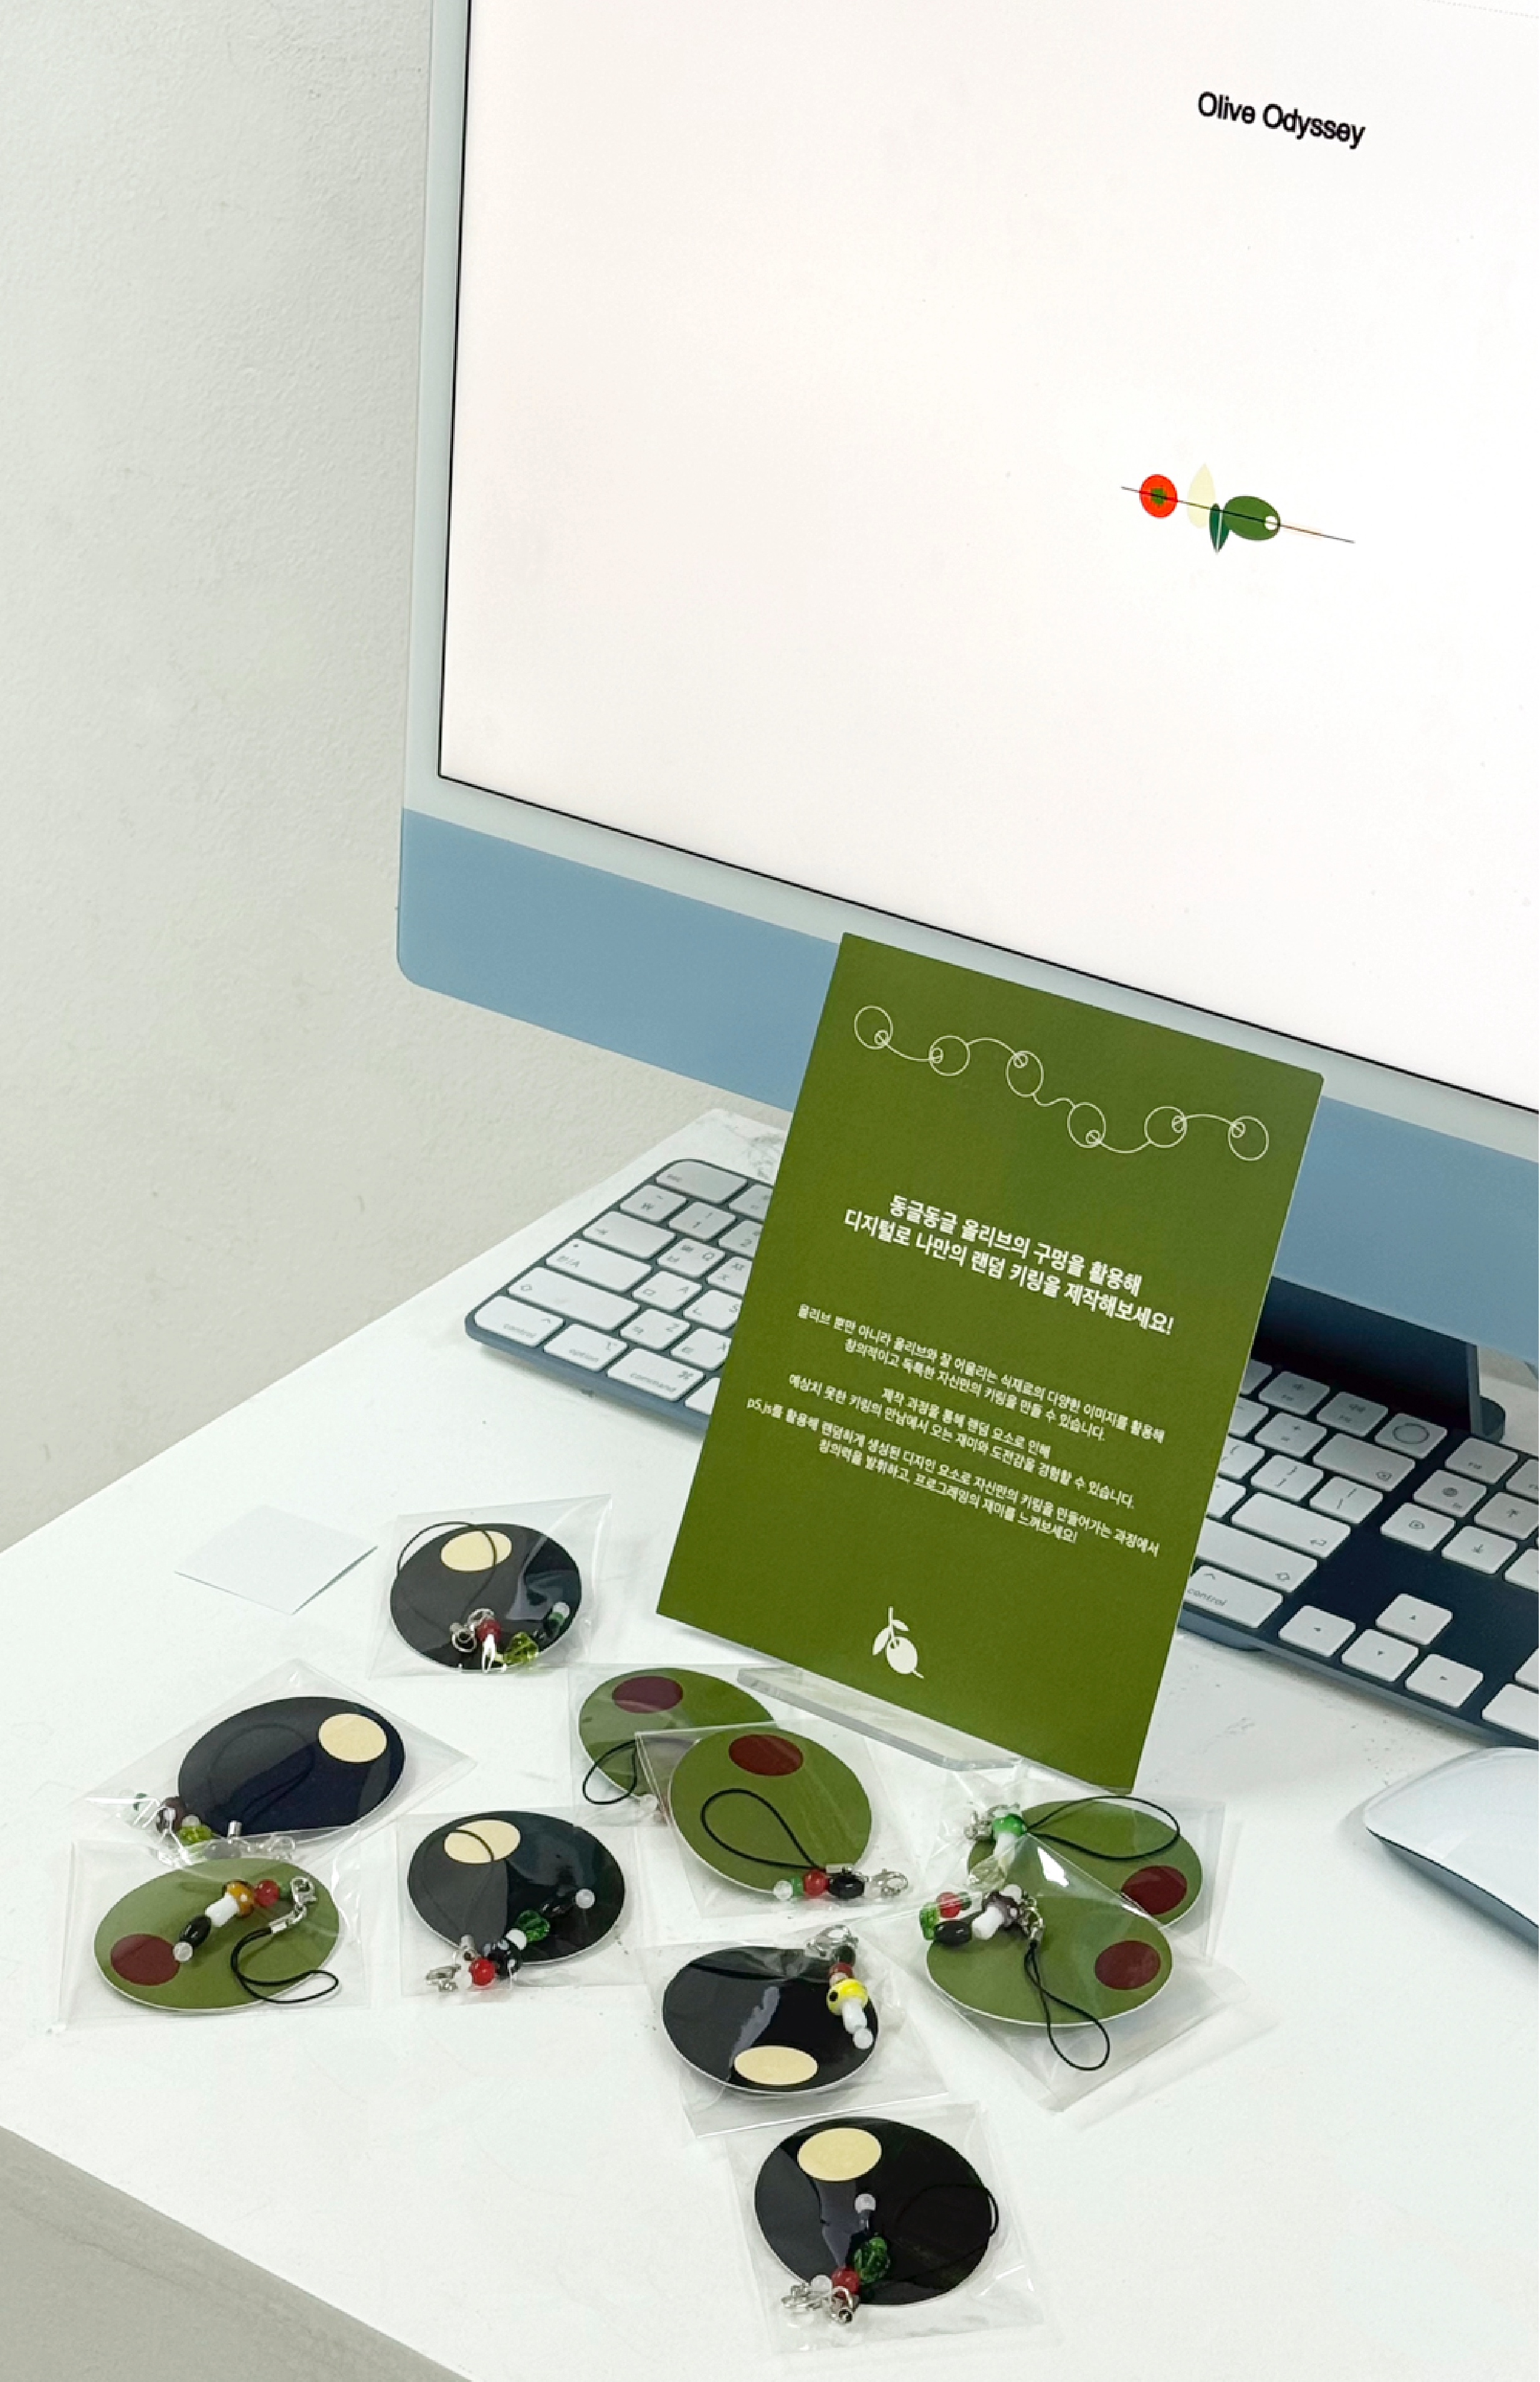 Olive Odyssey
동글동글 올리브의 구멍을 활용해
디지털로 나만의 랜덤 키링을 제작해보세요!
올리브 뿐만 아니라 올리브와 잘 어울리는 식재료의 다양한 이미지를 활용해
창의적이고 독특한 자신만의 키링을 만들 수 있습니다.
제작 과정을 통해 랜덤 요소로 인해
예상치 못한 키링의 만남에서 오는 재미와 도전감을 경험할 수 있습니다.
p5.js를 활용해 랜덤하게 생성된 디자인 요소로 자신만의 키링을 만들어가는 과정에서
창의력을 발휘하고, 프로그래밍의 재미를 느껴보세요!
esc
한/A
control
option
command
control